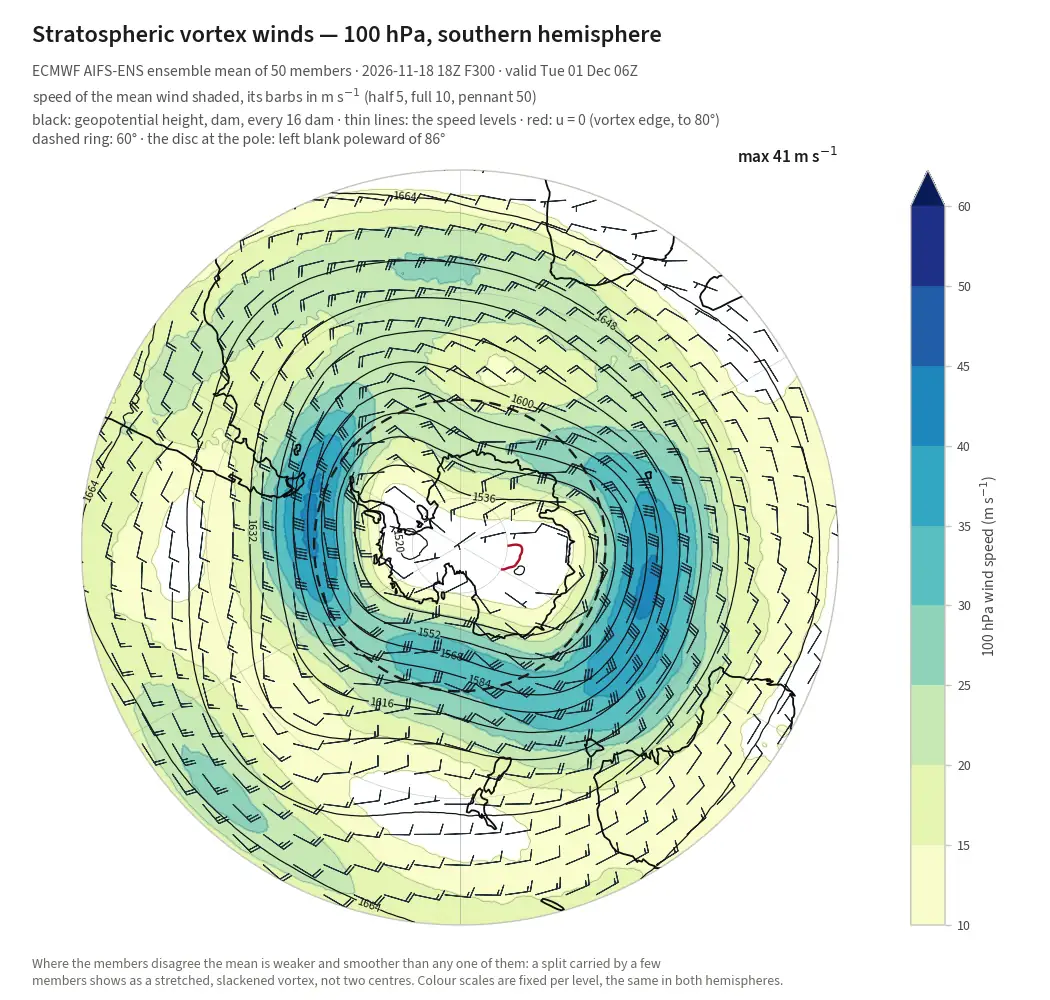 Stratospheric vortex winds — 100 hPa, southern hemisphere
ECMWF AIFS-ENS ensemble mean of 50 members · 2026-11-18 18Z F300 · valid Tue 01 Dec 06Z
speed of the mean wind shaded, its barbs in m s⁻¹ (half 5, full 10, pennant 50)
black: geopotential height, dam, every 16 dam · thin lines: the speed levels · red: u = 0 (vortex edge, to 80°)
dashed ring: 60° · the disc at the pole: left blank poleward of 86°
max 41 m s⁻¹
1664
1648
1600
1664
1536
1632
1520
1552
1568
1584
1616
1664
60
50
45
40
35
30
25
20
15
10
100 hPa wind speed (m s⁻¹)
Where the members disagree the mean is weaker and smoother than any one of them: a split carried by a few
members shows as a stretched, slackened vortex, not two centres. Colour scales are fixed per level, the same in both hemispheres.